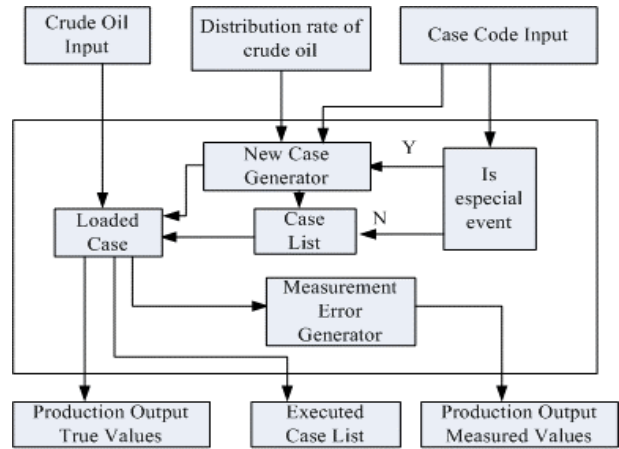 Crude Oil
Input
Distribution rate of
crude oil
Case Code Input
New Case
Generator
Y
Is
especial
event
Loaded
Case
Case
List
N
Measurement
Error
Generator
Production Output
True Values
Executed
Case List
Production Output
Measured Values